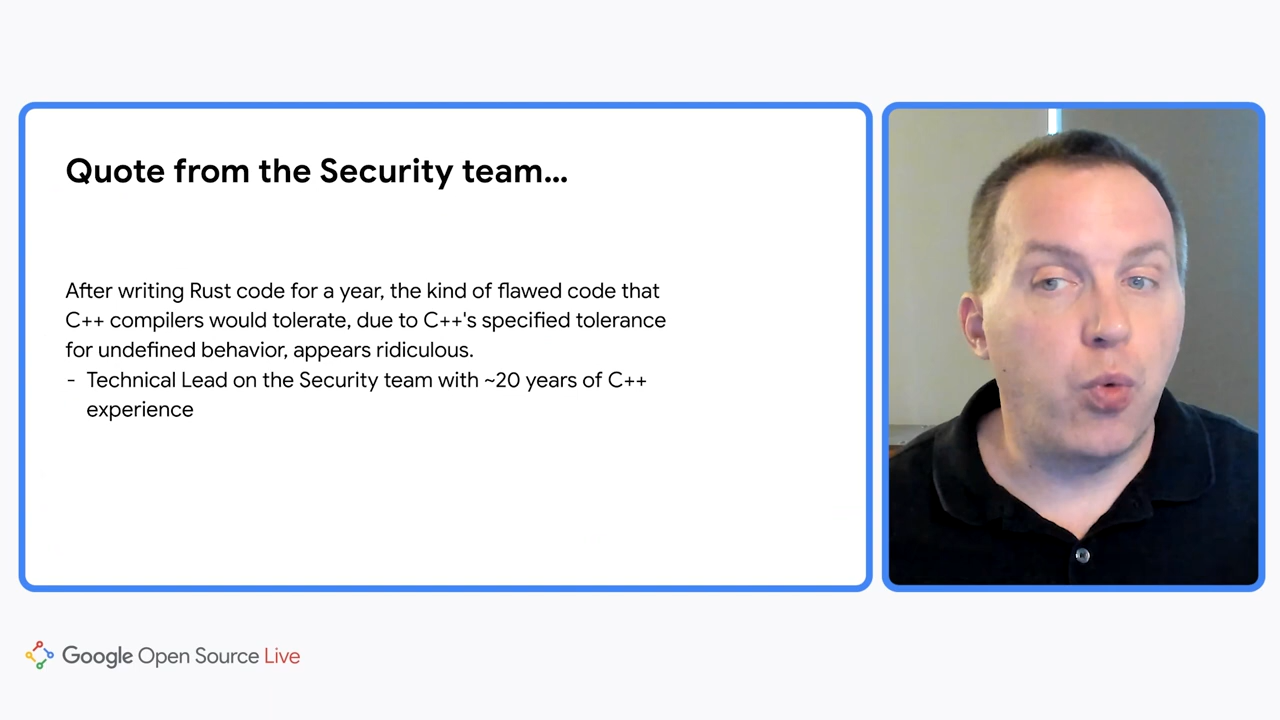 Quote from the Security team...
After writing Rust code for a year, the kind of flawed code that
C++ compilers would tolerate, due to C++'s specified tolerance
for undefined behavior, appears ridiculous.
- Technical Lead on the Security team with ~20 years of C++
experience
Google Open Source Live